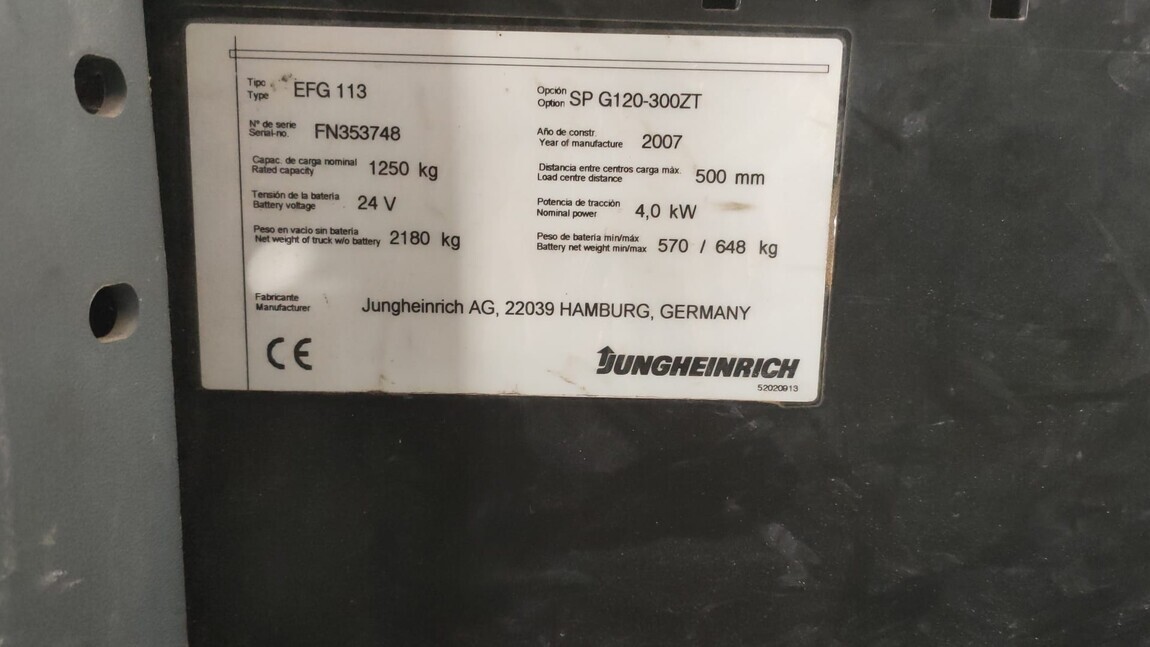 Tipo
Type EFG 113
Opción
Option SP G120-300ZT
Nº de serie
Serial-no. FN353748
Año de constr.
Year of manufacture 2007
Capac. de carga nominal
Rated capacity 1250 kg
Distancia entre centros carga máx.
Load centre distance 500 mm
Tensión de la batería
Battery voltage 24 V
Potencia de tracción
Nominal power 4,0 kW
Peso en vacío sin batería
Net weight of truck w/o battery 2180 kg
Peso de batería min/máx
Battery net weight min/max 570 / 648 kg
Fabricante
Manufacturer Jungheinrich AG, 22039 HAMBURG, GERMANY
CE
JUNGHEINRICH
52020913